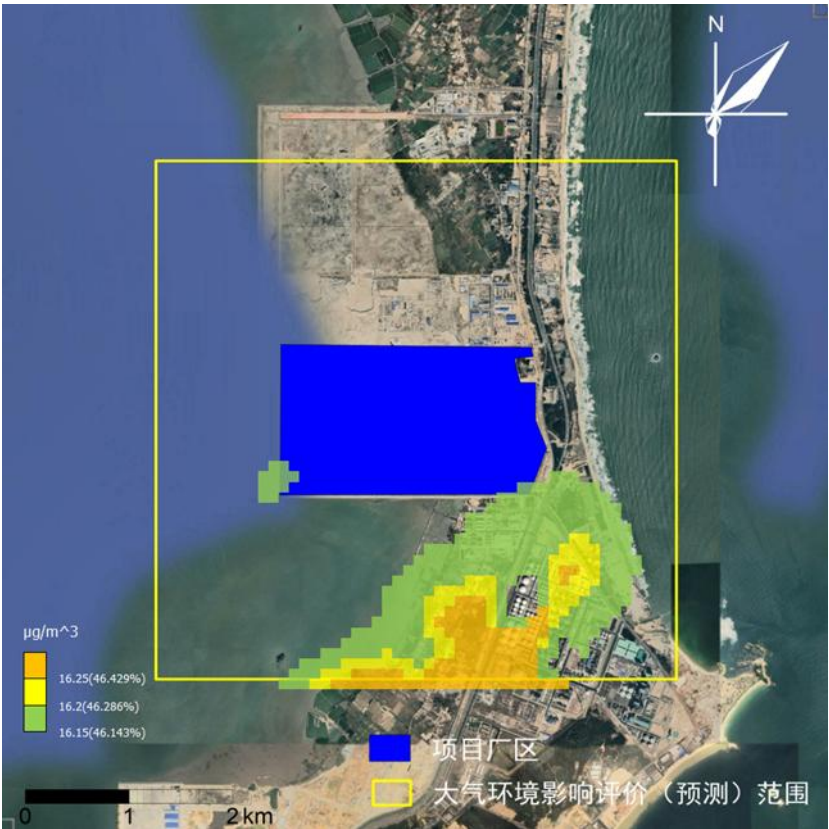 N
μg/m^3
16.25(46.429%)
16.2(46.286%)
16.15(46.143%)
项目厂区
大气环境影响评价（预测）范围
0 1 2 km